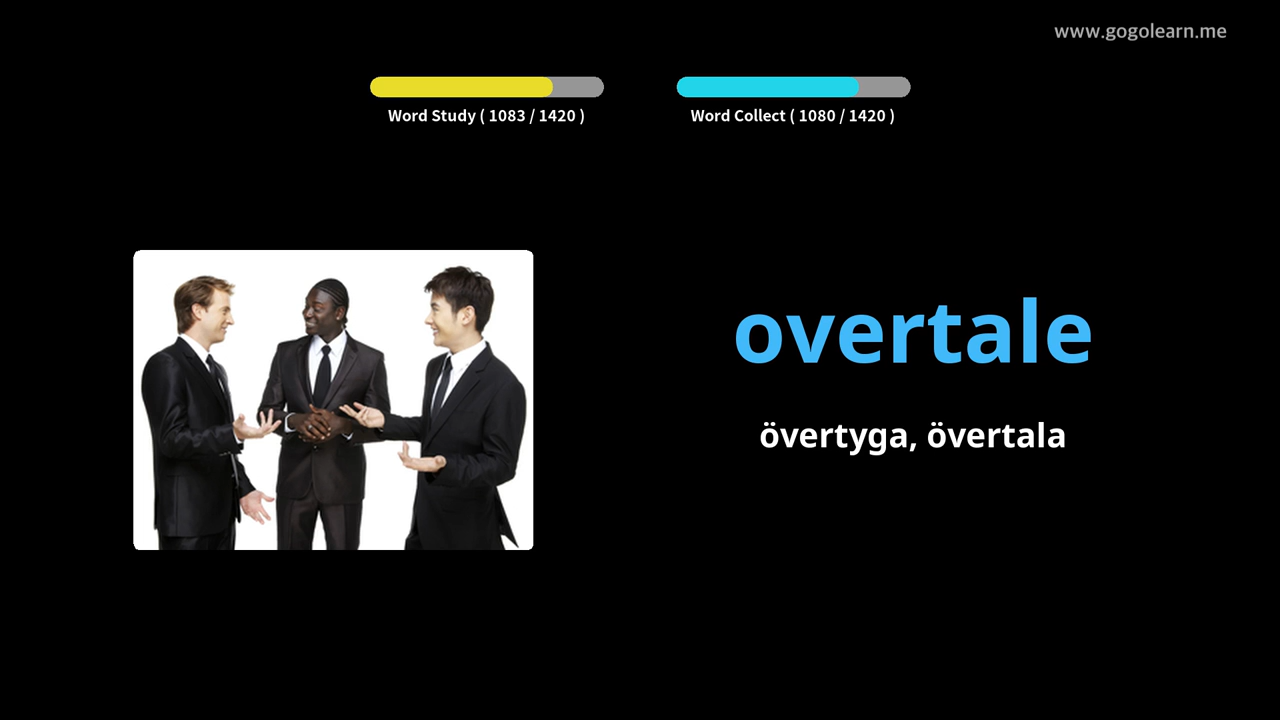 www.gogolearn.me
Word Study ( 1083 / 1420 )
Word Collect ( 1080 / 1420 )
overtale
övertyga, övertala